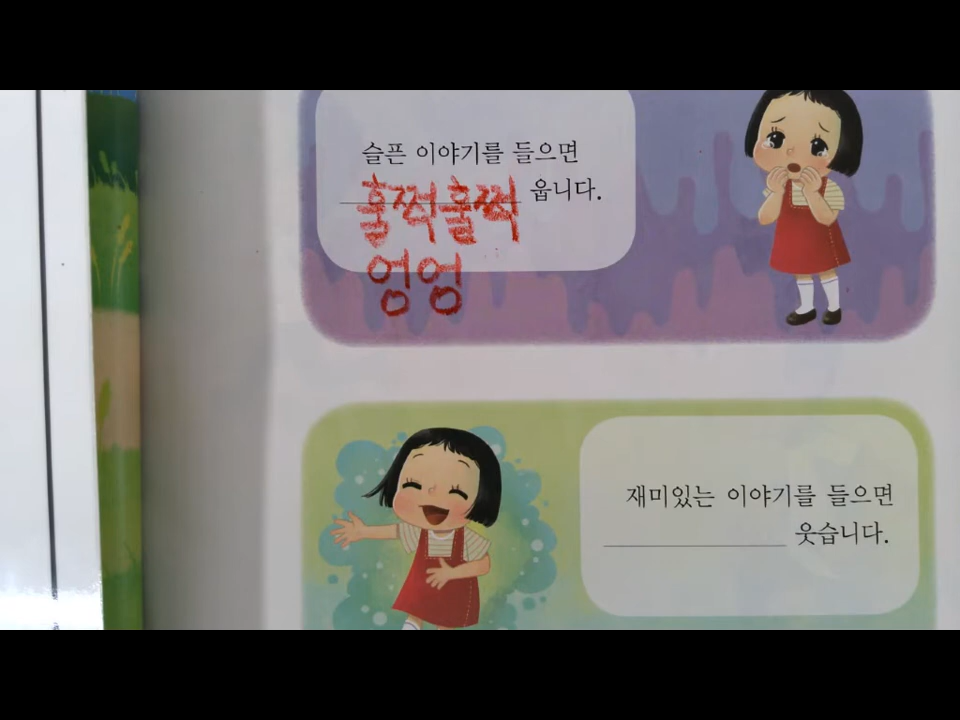 슬픈 이야기를 들으면
훌쩍훌쩍 웁니다.
엉엉
재미있는 이야기를 들으면
웃습니다.